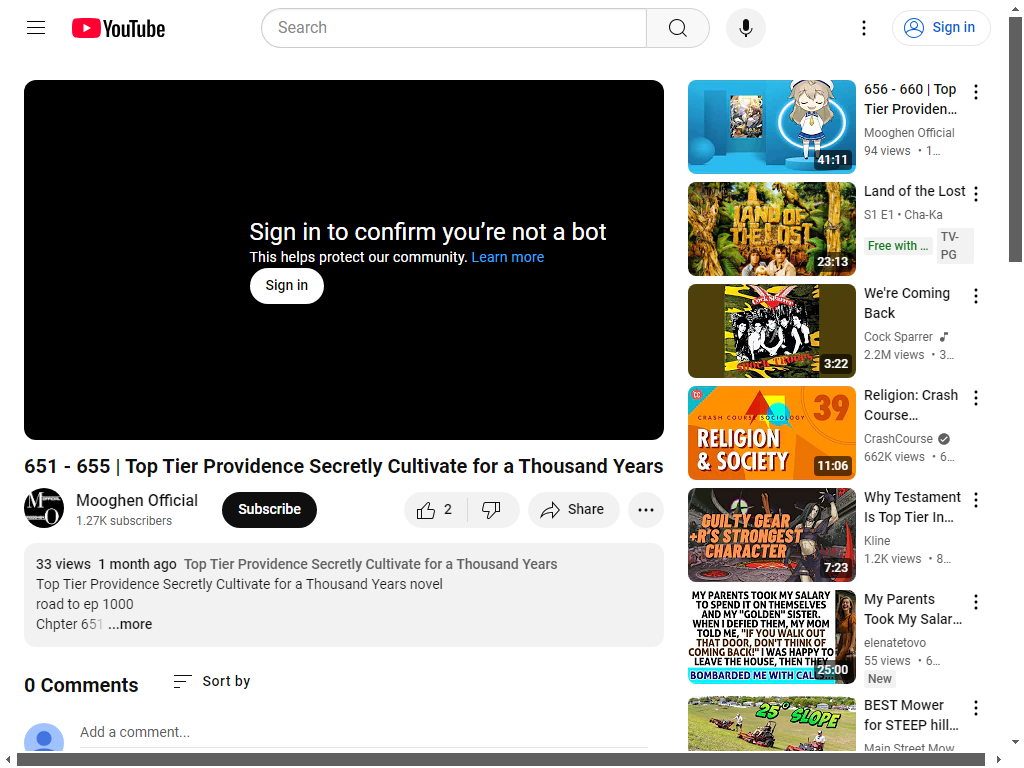 YouTube
Search
Sign in
Sign in to confirm you’re not a bot
This helps protect our community. Learn more
Sign in
651 - 655 | Top Tier Providence Secretly Cultivate for a Thousand Years
Mooghen Official
1.27K subscribers
Subscribe
2
Share
33 views 1 month ago Top Tier Providence Secretly Cultivate for a Thousand Years
Top Tier Providence Secretly Cultivate for a Thousand Years novel
road to ep 1000
Chpter 651 ...more
0 Comments
Sort by
Add a comment...
41:11
656 - 660 | Top
Tier Providen...
Mooghen Official
94 views • 1...
LAND OF
THE LOST
23:13
Land of the Lost
S1 E1 • Cha-Ka
Free with ...
TV-
PG
Cock Sparrer
SHOCK TROOPS
3:22
We're Coming
Back
Cock Sparrer
2.2M views • 3...
CC
CRASH COURSE SOCIOLOGY
39
RELIGION
& SOCIETY
11:06
Religion: Crash
Course...
CrashCourse
662K views • 6...
GUILTY GEAR
+R'S STRONGEST
CHARACTER
7:23
Why Testament
Is Top Tier In...
Kline
1.2K views • 8...
MY PARENTS TOOK MY SALARY
TO SPEND IT ON THEMSELVES
AND MY "GOLDEN" SISTER.
WHEN I DEFIED THEM, MY MOM
TOLD ME, "IF YOU WALK OUT
THAT DOOR, DON'T THINK OF
COMING BACK!" I WAS HAPPY TO
LEAVE THE HOUSE, THEN THEY
BOMBARDED ME WITH CAL
25:00
My Parents
Took My Salar...
elenatetovo
55 views • 6...
New
25° SLOPE
BEST Mower
for STEEP hill...
Main Street Mow...